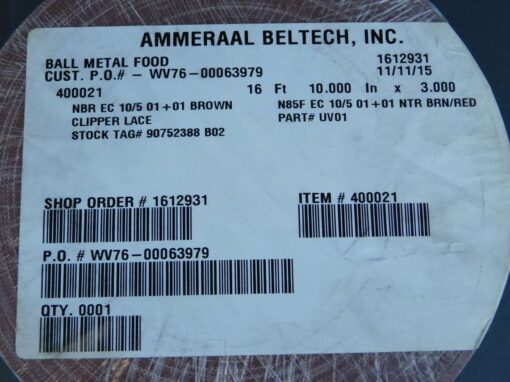 AMMERAAL BELTECH, INC.
BALL METAL FOOD 1612931
CUST. P.O.# - WV76-00063979 11/11/15
400021 16 Ft 10.000 In x 3.000
NBR EC 10/5 01+01 BROWN N85F EC 10/5 01+01 NTR BRN/RED
CLIPPER LACE PART# UV01
STOCK TAG# 90752388 B02
SHOP ORDER # 1612931 ITEM # 400021
P.O. # WV76-00063979
QTY. 0001